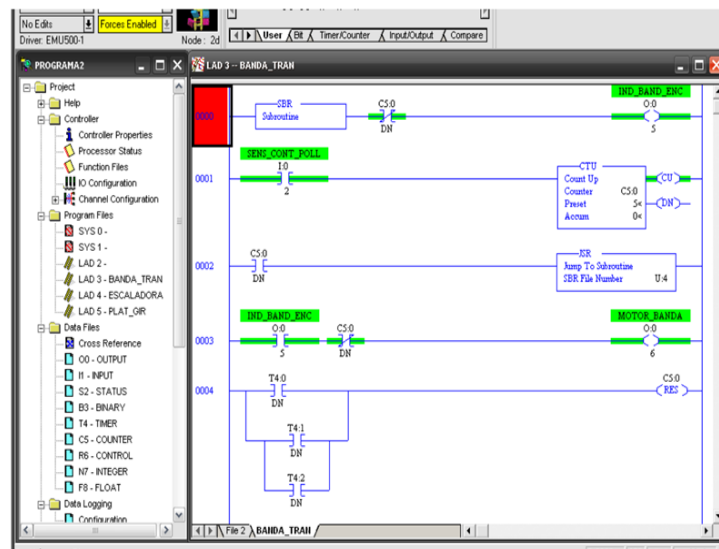 No Edits
Forces Enabled
Driver: EMU500-1
Node : 2d
User
Bit
Timer/Counter
Input/Output
Compare
PROGRAMA2
Project
Help
Controller
Controller Properties
Processor Status
Function Files
IO Configuration
Channel Configuration
Program Files
SYS 0 -
SYS 1 -
LAD 2 -
LAD 3 - BANDA_TRAN
LAD 4 - ESCALADORA
LAD 5 - PLAT_GIR
Data Files
Cross Reference
O0 - OUTPUT
I1 - INPUT
S2 - STATUS
B3 - BINARY
T4 - TIMER
C5 - COUNTER
R6 - CONTROL
N7 - INTEGER
F8 - FLOAT
Data Logging
Configuration
LAD 3 -- BANDA_TRAN
IND_BAND_ENC
0000
SBR
Subroutine
C5:0
DN
O:0
5
SENS_CONT_POLL
0001
I:0
2
CTU
Count Up
Counter C5:0
Preset 5<
Accum 0<
CU
DN
0002
C5:0
DN
JSR
Jump To Subroutine
SBR File Number U:4
IND_BAND_ENC
MOTOR_BANDA
0003
O:0
5
C5:0
DN
O:0
6
0004
T4:0
DN
C5:0
RES
T4:1
DN
T4:2
DN
File 2
BANDA_TRAN